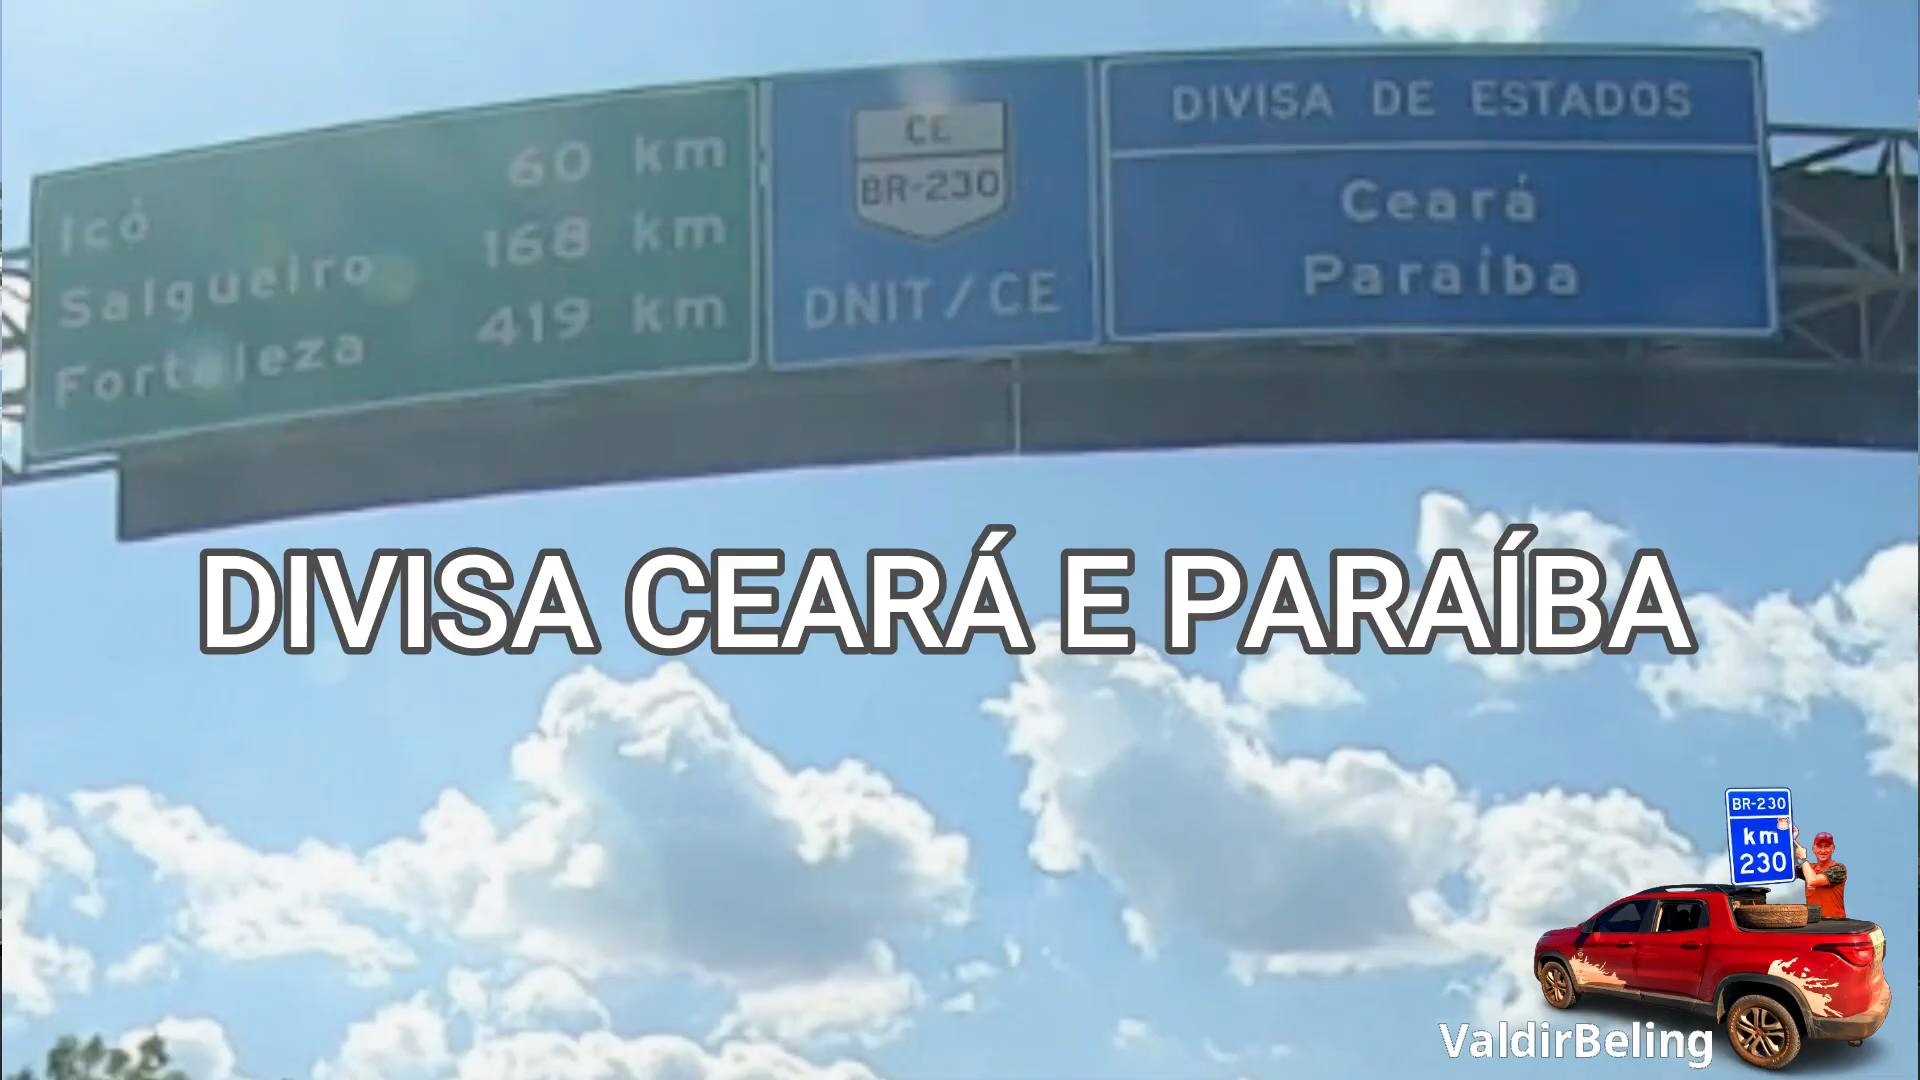 Icó 60 km
Salgueiro 168 km
Fortaleza 419 km
CE
BR-230
DNIT/CE
DIVISA DE ESTADOS
Ceará
Paraíba
DIVISA CEARÁ E PARAÍBA
BR-230
km
230
ValdirBeling